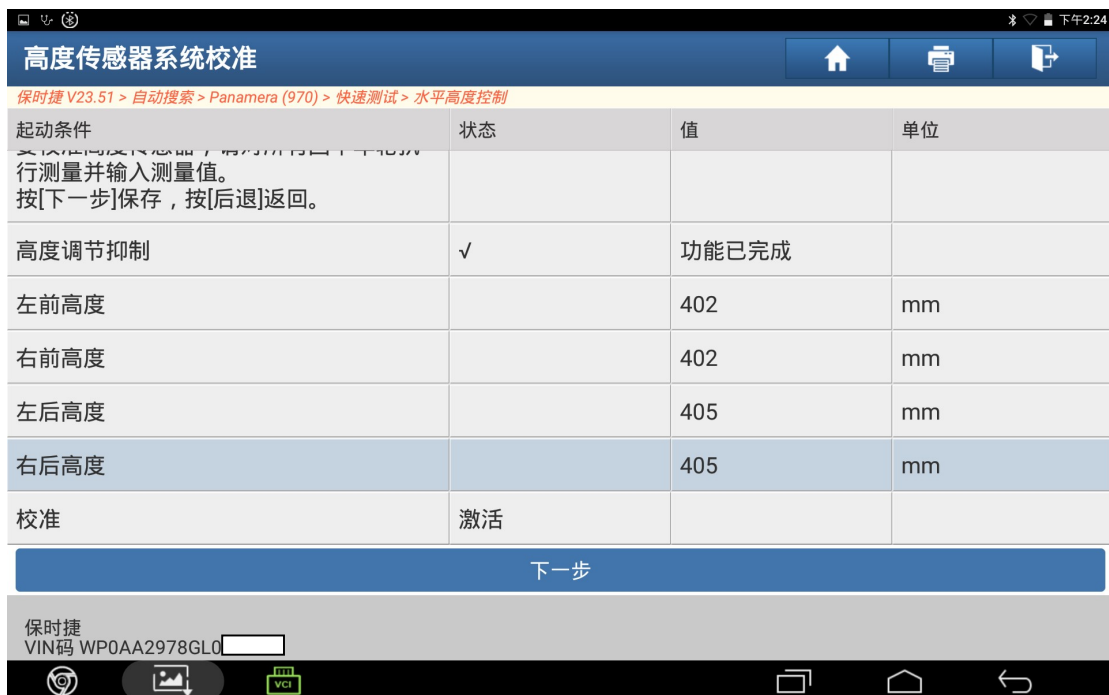 下午2:24
高度传感器系统校准
保时捷 V23.51 > 自动搜索 > Panamera (970) > 快速测试 > 水平高度控制
起动条件 状态 值 单位
行测量并输入测量值。
按[下一步]保存，按[后退]返回。
高度调节抑制 √ 功能已完成
左前高度 402 mm
右前高度 402 mm
左后高度 405 mm
右后高度 405 mm
校准 激活
下一步
保时捷
VIN码 WP0AA2978GL0
VCI